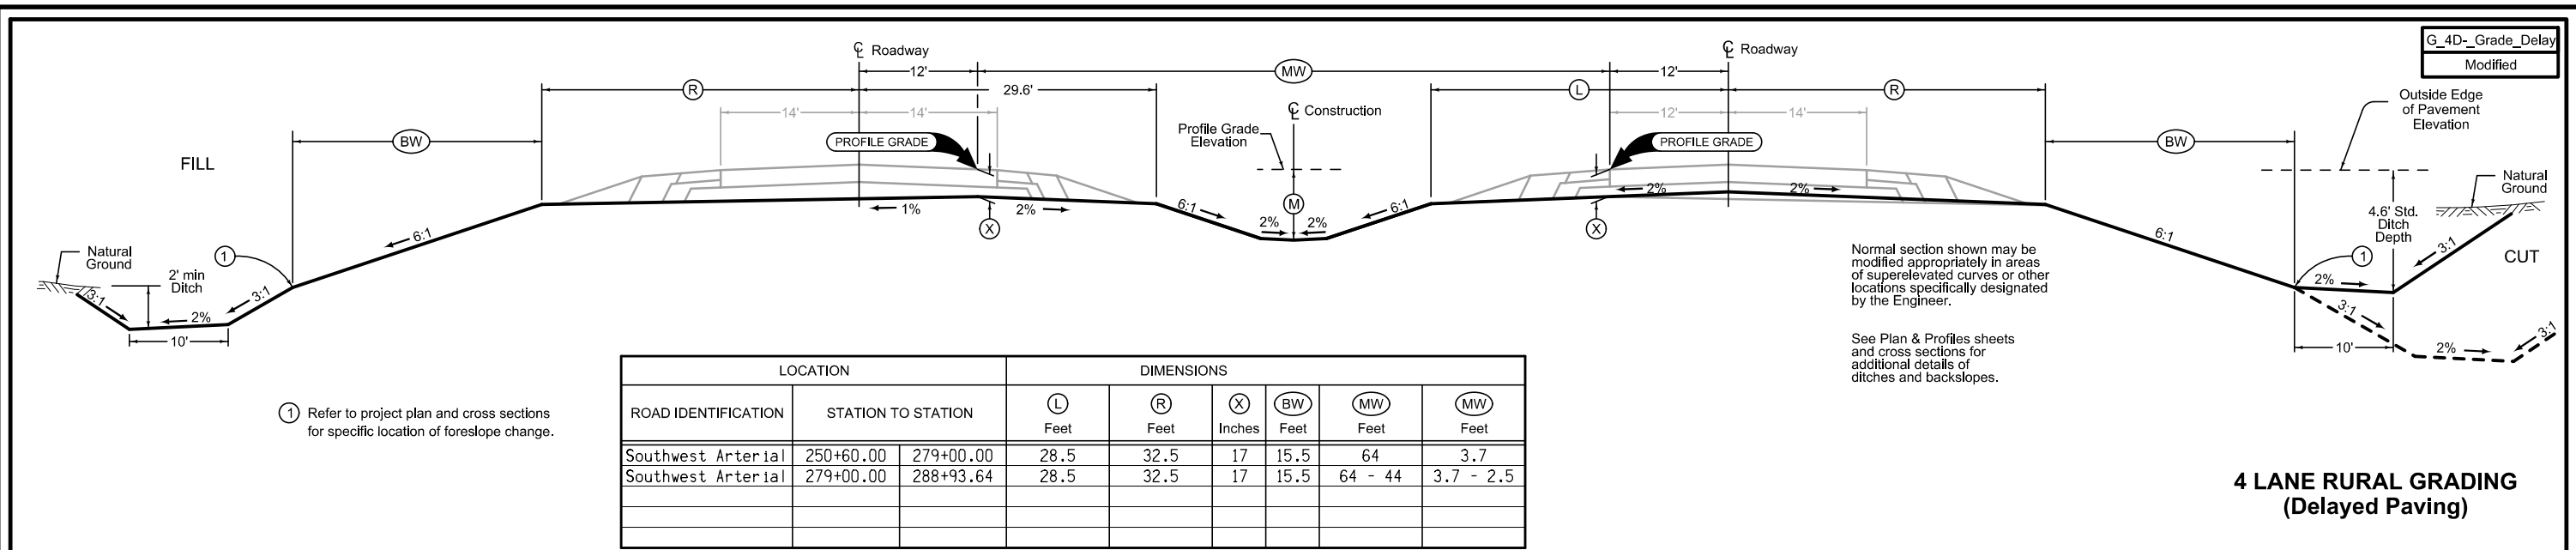 G_4D-_Grade_Delay
Modified
℄ Roadway
℄ Roadway
12'
MW
12'
R
29.6'
L
R
14'
14'
℄ Construction
12'
14'
Outside Edge
of Pavement
Elevation
BW
PROFILE GRADE
Profile Grade
Elevation
PROFILE GRADE
BW
FILL
Natural
Ground
1%
2%
6:1
M
2%
2%
6:1
2%
2%
X
X
4.6' Std.
Ditch
Depth
6:1
6:1
3:1
CUT
Natural
Ground
2' min
Ditch
1
3:1
3:1
2%
10'
Normal section shown may be
modified appropriately in areas
of superelevated curves or other
locations specifically designated
by the Engineer.
1
2%
3:1
10'
2%
3:1
See Plan & Profiles sheets
and cross sections for
additional details of
ditches and backslopes.
1 Refer to project plan and cross sections
for specific location of foreslope change.
LOCATION DIMENSIONS
ROAD IDENTIFICATION STATION TO STATION L Feet R Feet X Inches BW Feet MW Feet MW Feet
Southwest Arterial 250+60.00 279+00.00 28.5 32.5 17 15.5 64 3.7
Southwest Arterial 279+00.00 288+93.64 28.5 32.5 17 15.5 64 - 44 3.7 - 2.5
4 LANE RURAL GRADING
(Delayed Paving)